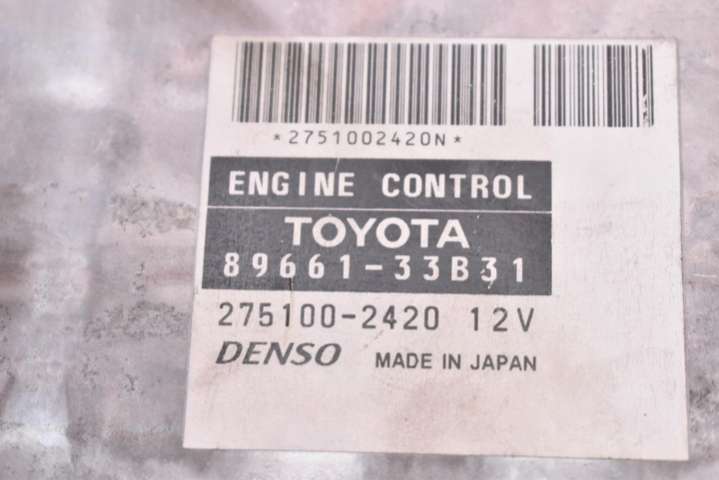 *2751002420N*
ENGINE CONTROL
TOYOTA
89661-33B31
275100-2420 12V
DENSO MADE IN JAPAN